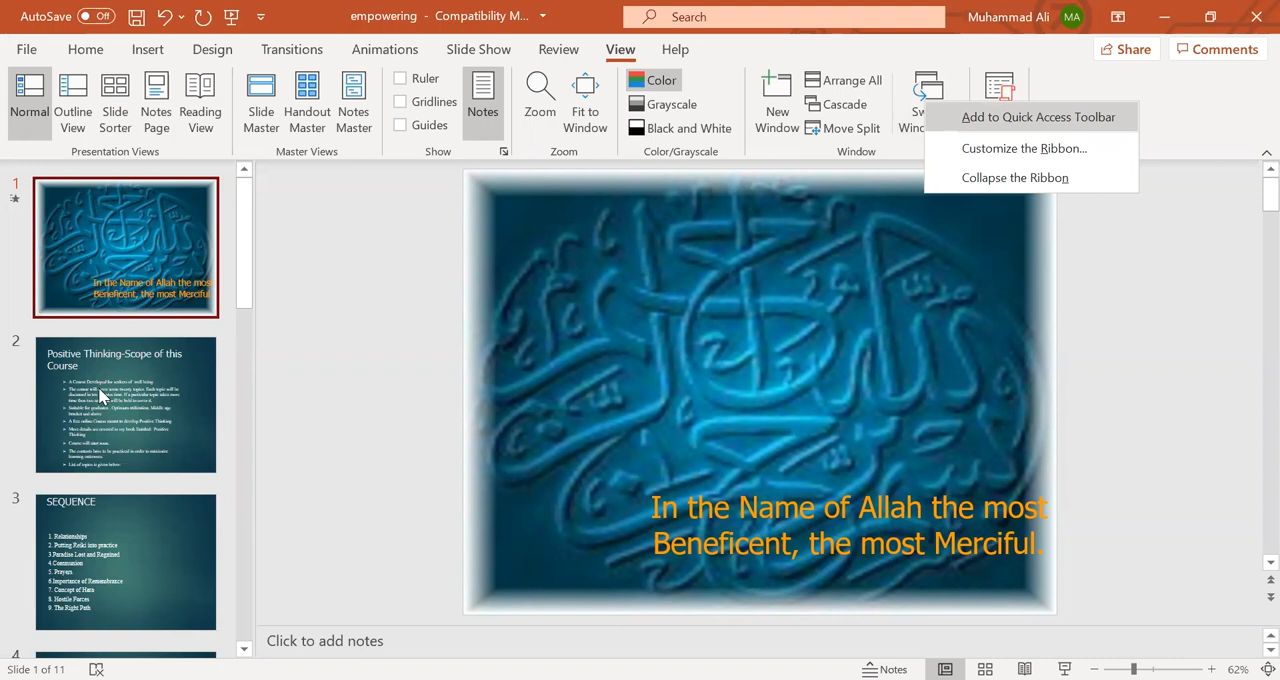 AutoSave Off
empowering - Compatibility M...
Search
Muhammad Ali MA
File Home Insert Design Transitions Animations Slide Show Review View Help
Share Comments
Normal
Outline View
Slide Sorter
Notes Page
Reading View
Slide Master
Handout Master
Notes Master
Ruler
Gridlines
Guides
Notes
Zoom
Fit to Window
Color
Grayscale
Black and White
New Window
Arrange All
Cascade
Move Split
Presentation Views
Master Views
Show
Zoom
Color/Grayscale
Window
Add to Quick Access Toolbar
Customize the Ribbon...
Collapse the Ribbon
1
In the Name of Allah the most
Beneficent, the most Merciful.
2
Positive Thinking-Scope of this
Course
3
SEQUENCE
1. Relationships
2. Putting Reiki into practice
3.Paradise Lost and Regained
4.Communion
5. Prayers.
6.Importance of Remembrance
7. Concept of Hara
8. Hostile Forces
9. The Right Path
4
In the Name of Allah the most
Beneficent, the most Merciful.
Click to add notes
Slide 1 of 11
Notes
62%